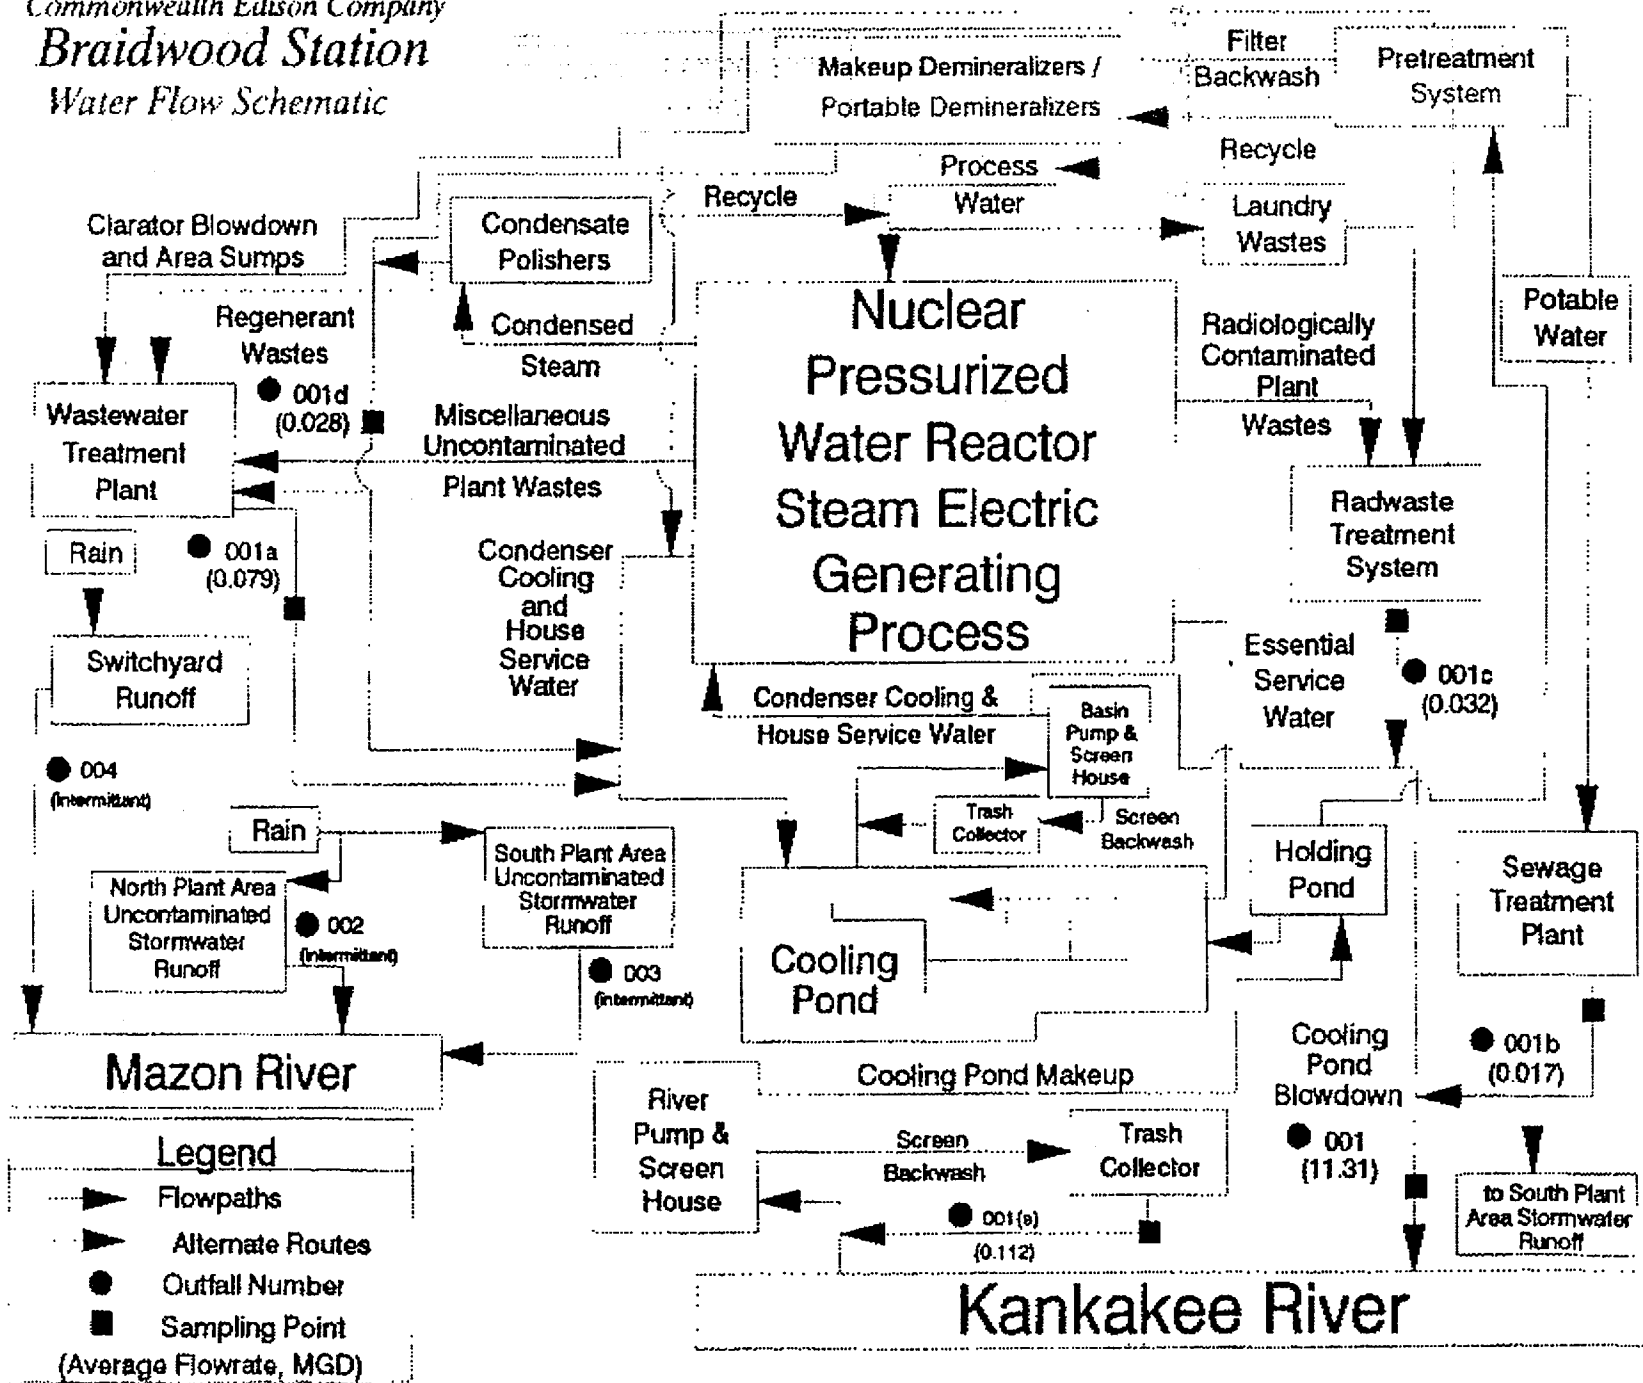 Commonwealth Edison Company
Braidwood Station
Water Flow Schematic
Makeup Demineralizers /
Portable Demineralizers
Filter
Backwash
Pretreatment
System
Recycle
Process
Water
Recycle
Laundry
Wastes
Clarator Blowdown
and Area Sumps
Condensate
Polishers
Regenerant
Wastes
Condensed
Steam
Nuclear
Pressurized
Water Reactor
Steam Electric
Generating
Process
Radiologically
Contaminated
Plant
Wastes
Potable
Water
001d
(0.028)
Wastewater
Treatment
Plant
Miscellaneous
Uncontaminated
Plant Wastes
Radwaste
Treatment
System
Rain
001a
(0.079)
Condenser
Cooling
and
House
Service
Water
Switchyard
Runoff
Essential
Service
Water
001c
(0.032)
Condenser Cooling &
House Service Water
Basin
Pump &
Screen
House
004
(intermittant)
Rain
Trash
Collector
Screen
Backwash
South Plant Area
Uncontaminated
Stormwater
Runoff
Holding
Pond
Sewage
Treatment
Plant
North Plant Area
Uncontaminated
Stormwater
Runoff
002
(intermittant)
003
(intermittant)
Cooling
Pond
Cooling
Pond
Blowdown
001b
(0.017)
Mazon River
Cooling Pond Makeup
River
Pump &
Screen
House
Screen
Backwash
Trash
Collector
001
(11.31)
001(e)
(0.112)
to South Plant
Area Stormwater
Runoff
Kankakee River
Legend
Flowpaths
Alternate Routes
Outfall Number
Sampling Point
(Average Flowrate, MGD)